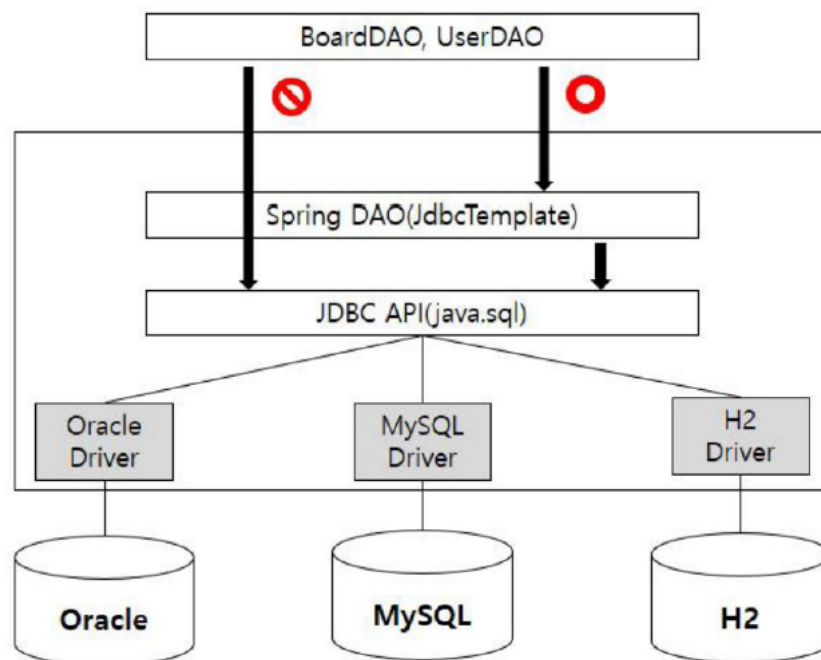 BoardDAO, UserDAO
Spring DAO(JdbcTemplate)
JDBC API(java.sql)
Oracle
Driver
MySQL
Driver
H2
Driver
Oracle
MySQL
H2